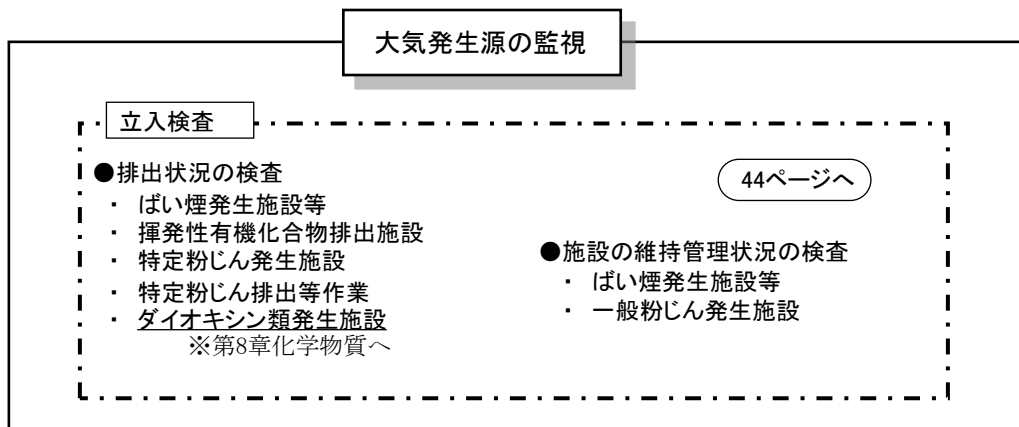 大気発生源の監視
立入検査
●排出状況の検査
・ ばい煙発生施設等
・ 揮発性有機化合物排出施設
・ 特定粉じん発生施設
・ 特定粉じん排出等作業
・ ダイオキシン類発生施設
※第8章化学物質へ
44ページへ
●施設の維持管理状況の検査
・ ばい煙発生施設等
・ 一般粉じん発生施設